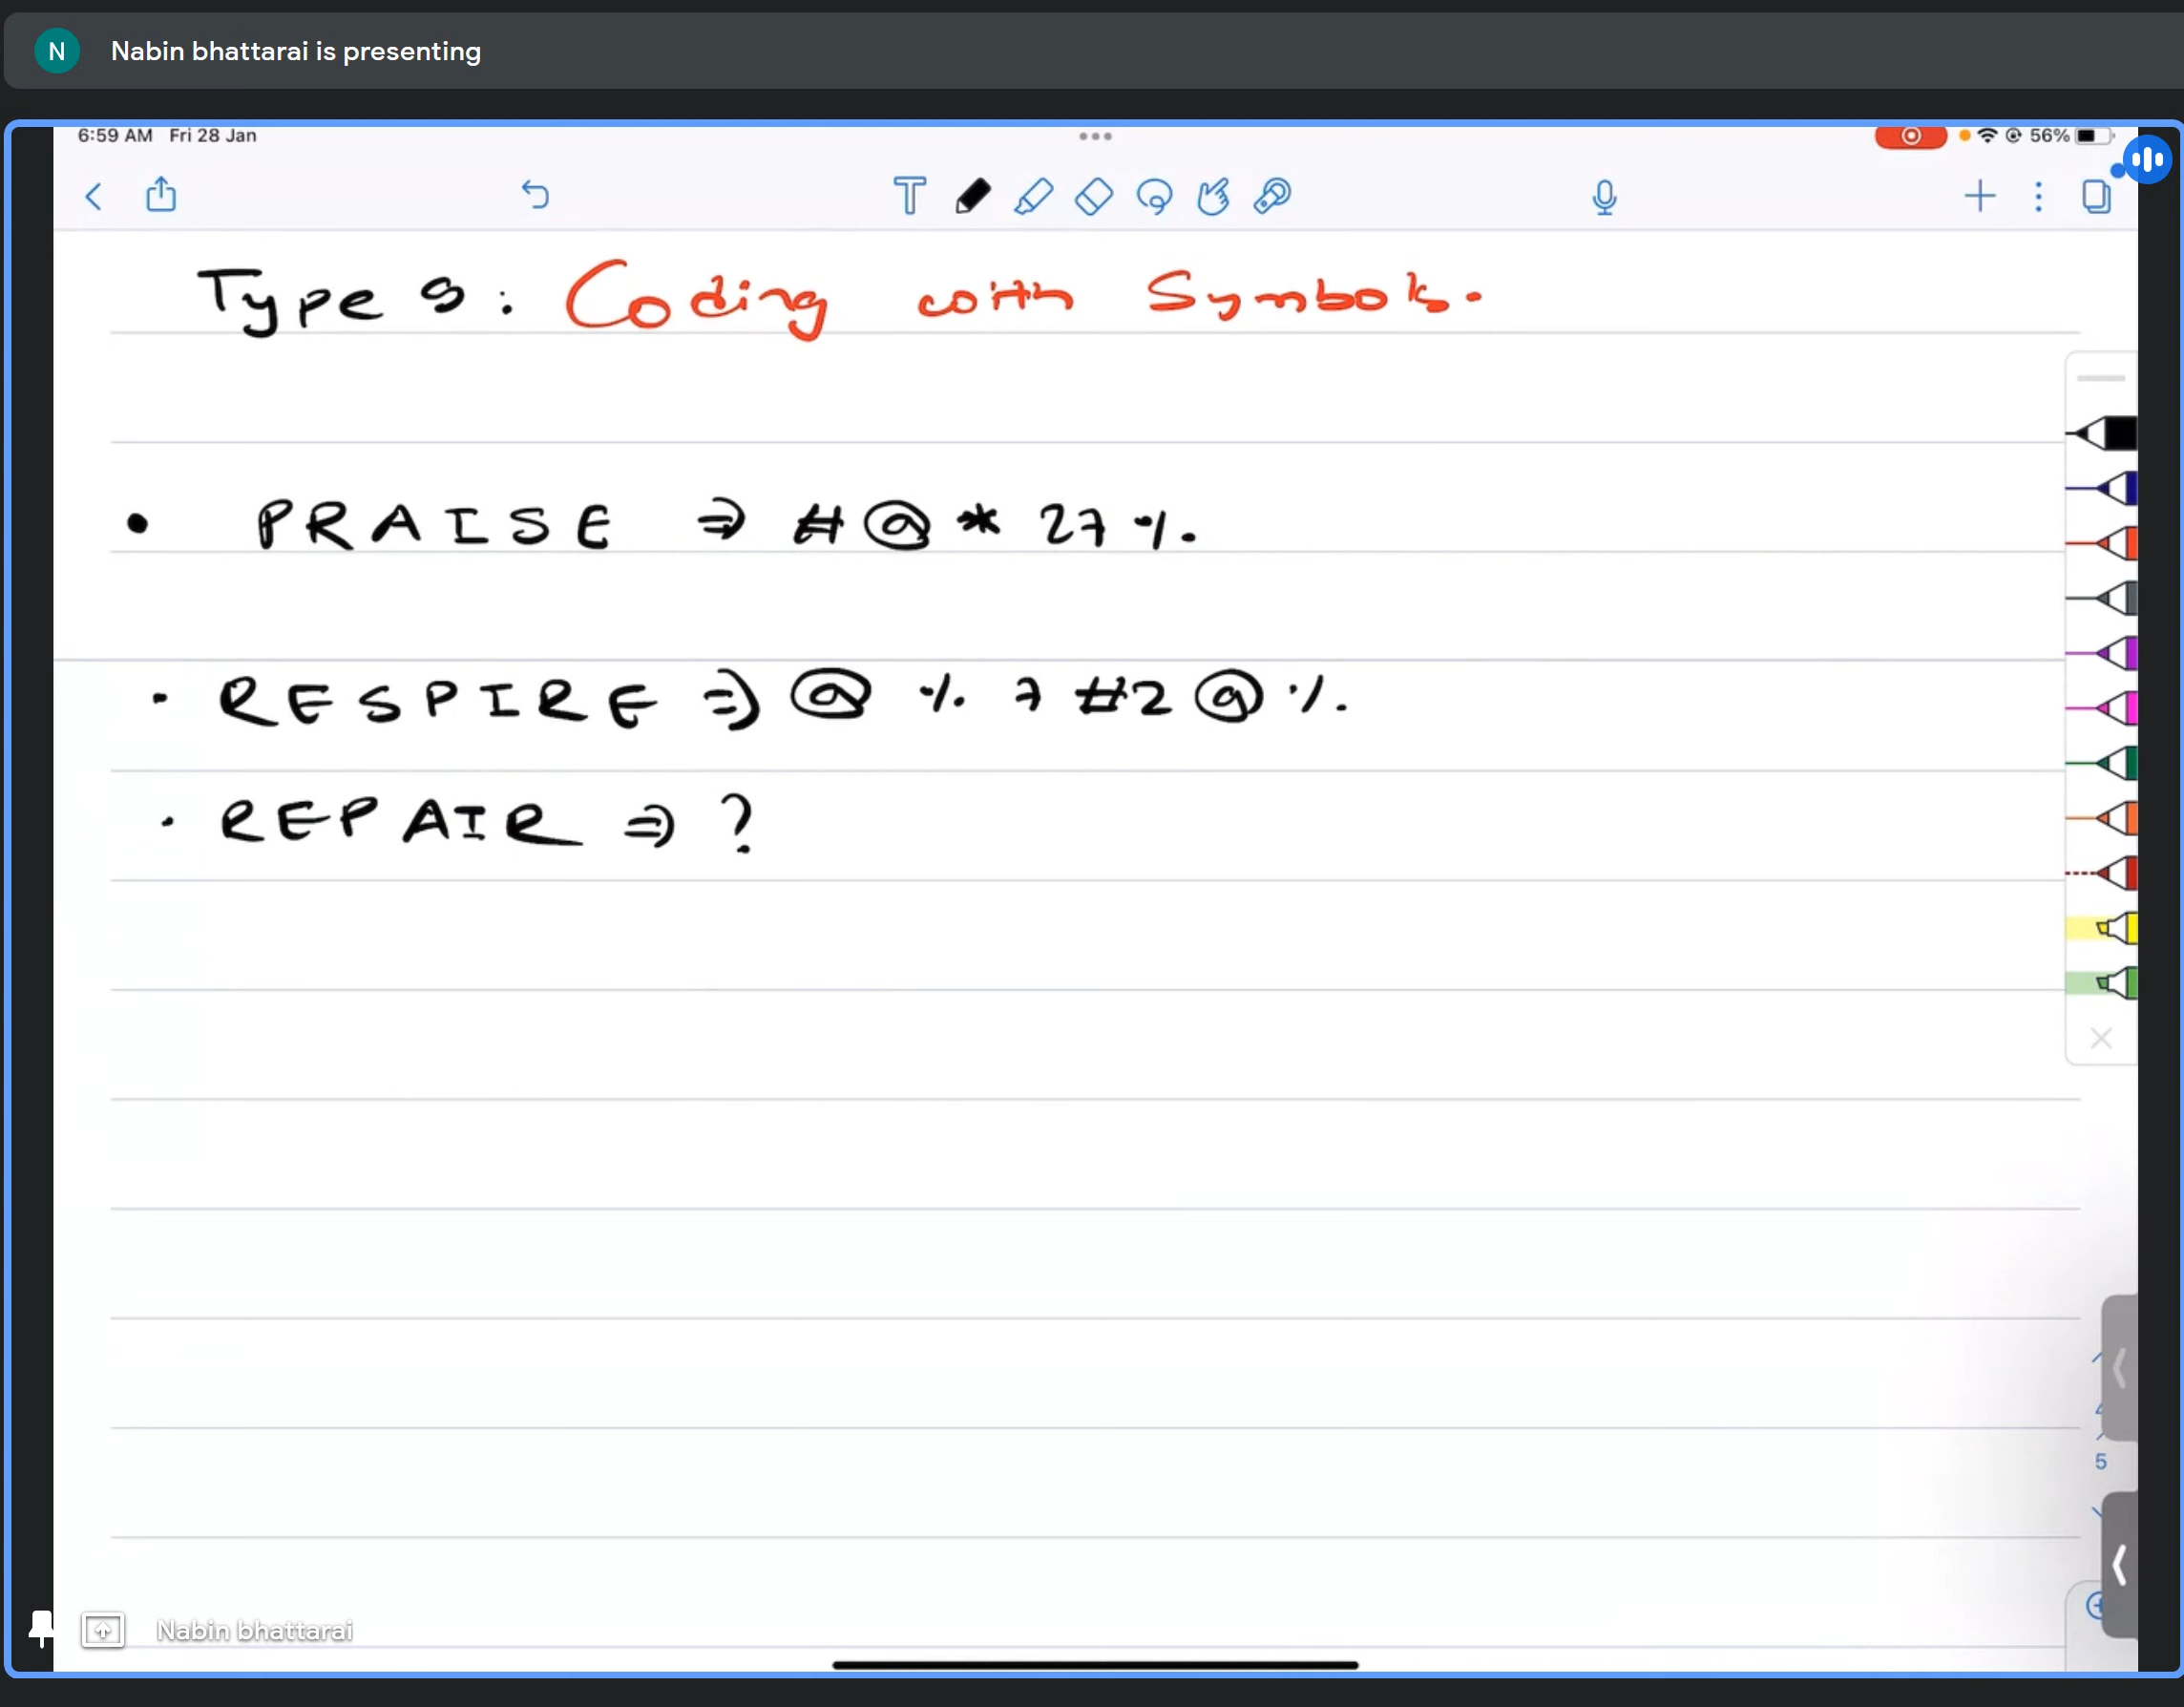 N Nabin bhattarai is presenting
6:59 AM Fri 28 Jan
56%
Type 8: Coding with Symbols.
• PRAISE ⇒ #@*27%
• RESPIRE ⇒ @%7#2@%
• REPAIR ⇒ ?
5
Nabin bhattarai